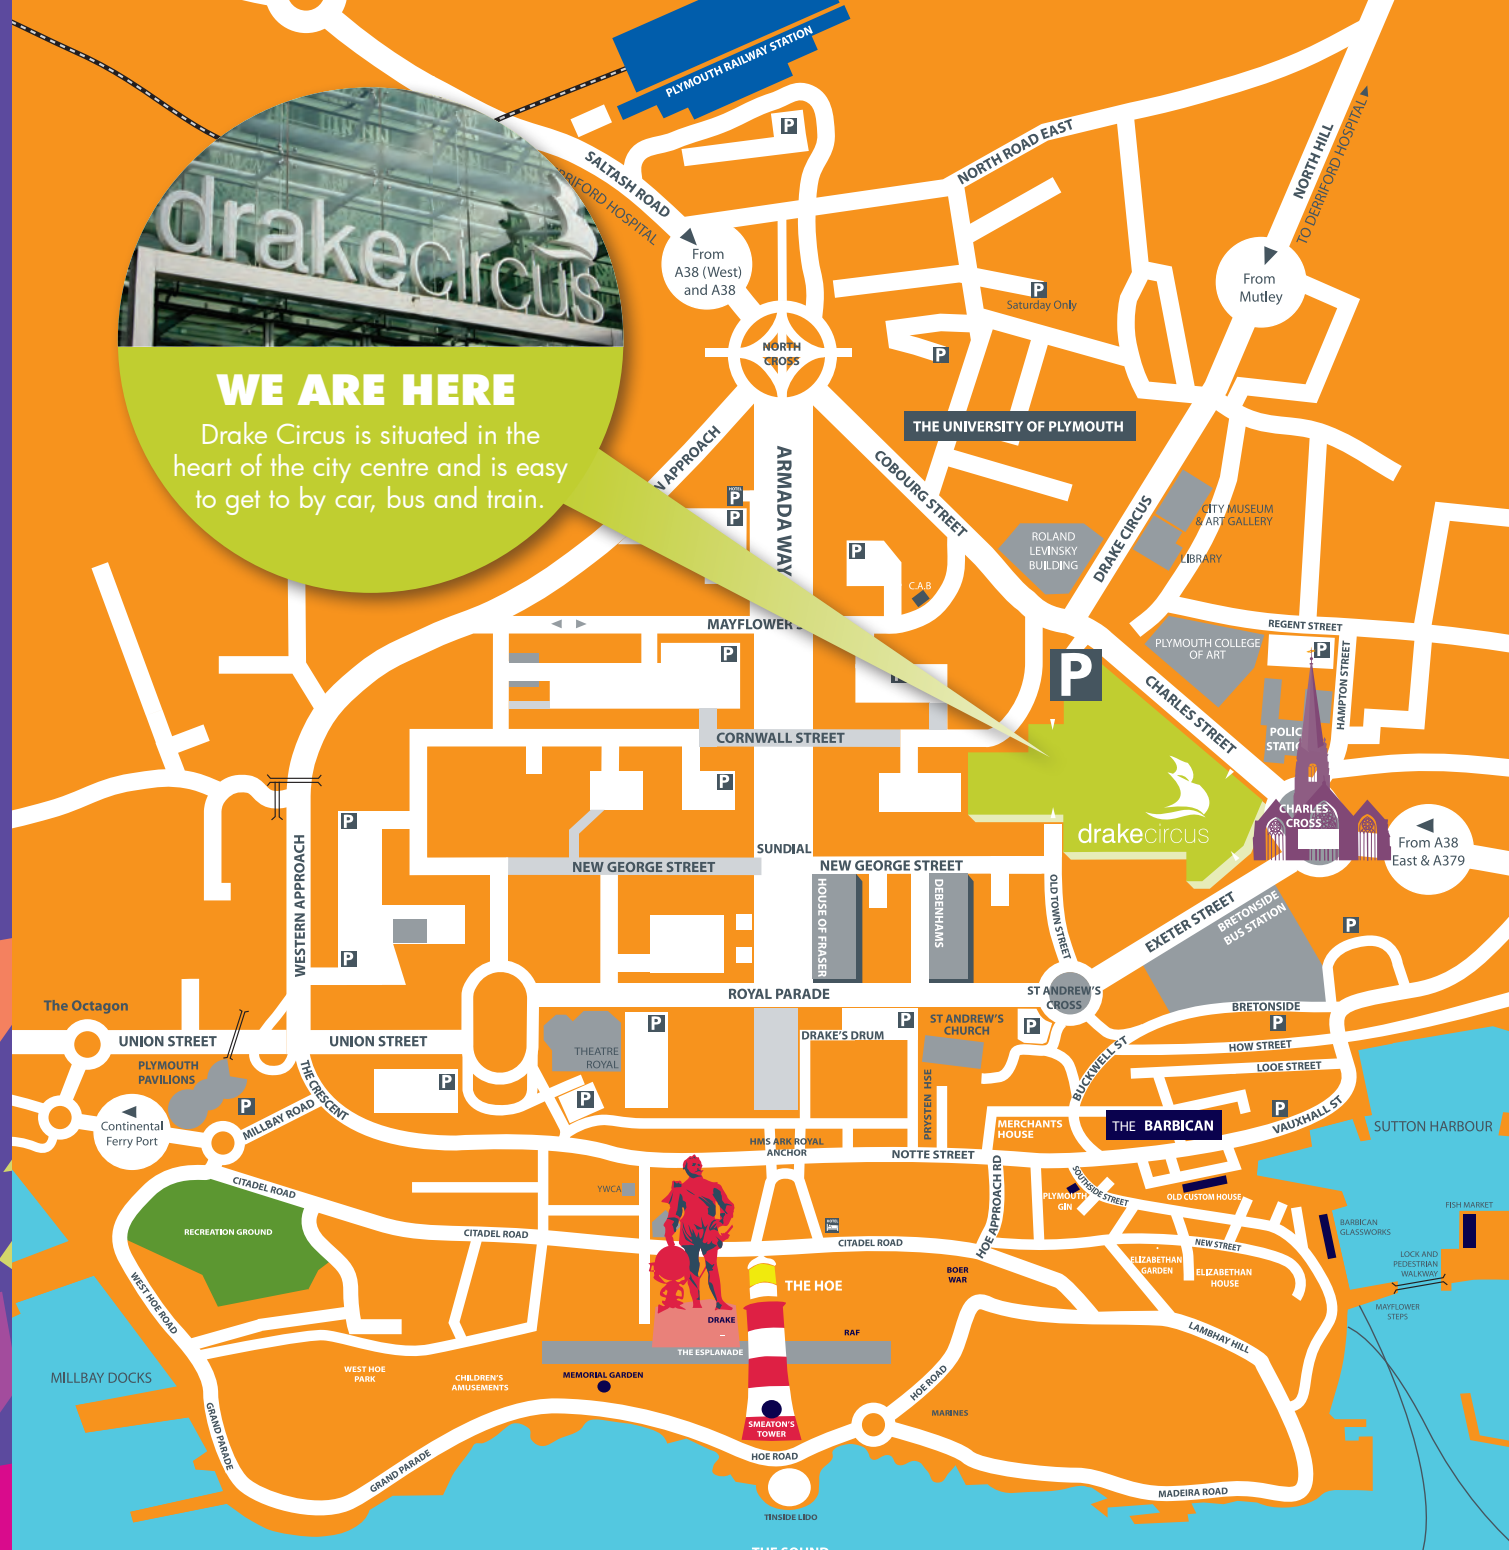 PLYMOUTH RAILWAY STATION
P
SALTASH ROAD
RRIFORD HOSPITAL
NORTH ROAD EAST
NORTH HILL
TO DERRIFORD HOSPITAL
From
A38 (West)
and A38
From
Mutley
P
Saturday Only
P
NORTH
CROSS
drakecircus
WE ARE HERE
Drake Circus is situated in the
heart of the city centre and is easy
to get to by car, bus and train.
THE UNIVERSITY OF PLYMOUTH
N APPROACH
ARMADA WAY
COBOURG STREET
HOTEL
P
P
P
C.A.B
ROLAND
LEVINSKY
BUILDING
DRAKE CIRCUS
CITY MUSEUM
& ART GALLERY
LIBRARY
MAYFLOWER S
REGENT STREET
PLYMOUTH COLLEGE
OF ART
P
HAMPTON STREET
P
P
P
CHARLES STREET
POLIC
STATI
CORNWALL STREET
P
P
drakecircus
CHARLES
CROSS
From A38
East & A379
SUNDIAL
NEW GEORGE STREET
NEW GEORGE STREET
WESTERN APPROACH
HOUSE OF FRASER
DEBENHAMS
OLD TOWN STREET
EXETER STREET
BRETONSIDE
BUS STATION
P
P
ROYAL PARADE
ST ANDREW'S
CROSS
The Octagon
UNION STREET
UNION STREET
PLYMOUTH
PAVILIONS
P
THEATRE
ROYAL
P
DRAKE'S DRUM
P
ST ANDREW'S
CHURCH
P
BRETONSIDE
P
HOW STREET
LOOE STREET
BUCKWELL ST
P
VAUXHALL ST
Continental
Ferry Port
MILLBAY ROAD
THE CRESCENT
P
P
PRYSTEN HSE
MERCHANTS
HOUSE
THE BARBICAN
SUTTON HARBOUR
HMS ARK ROYAL
ANCHOR
NOTTE STREET
CITADEL ROAD
YWCA
HOE APPROACH RD
SOUTHSIDE STREET
PLYMOUTH
GIN
OLD CUSTOM HOUSE
FISH MARKET
BARBICAN
GLASSWORKS
RECREATION GROUND
CITADEL ROAD
HOTEL
CITADEL ROAD
NEW STREET
ELIZABETHAN
GARDEN
ELIZABETHAN
HOUSE
LOCK AND
PEDESTRIAN
WALKWAY
MAYFLOWER
STEPS
BOER
WAR
THE HOE
WEST HOE ROAD
DRAKE
RAF
THE ESPLANADE
LAMBHAY HILL
MILLBAY DOCKS
WEST HOE
PARK
CHILDREN'S
AMUSEMENTS
MEMORIAL GARDEN
HOE ROAD
MARINES
GRAND PARADE
SMEATON'S
TOWER
GRAND PARADE
HOE ROAD
MADEIRA ROAD
TINSIDE LIDO
THE SOUND